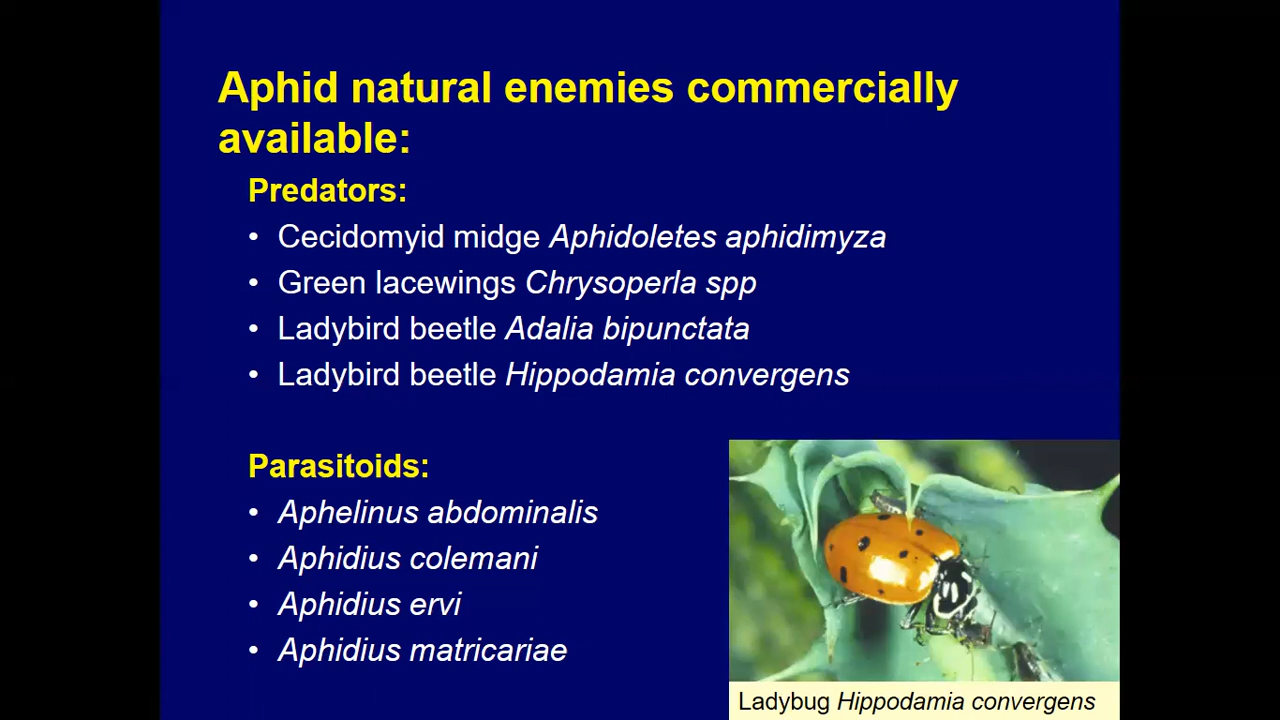 Aphid natural enemies commercially
available:
Predators:
• Cecidomyid midge Aphidoletes aphidimyza
• Green lacewings Chrysoperla spp
• Ladybird beetle Adalia bipunctata
• Ladybird beetle Hippodamia convergens
Parasitoids:
• Aphelinus abdominalis
• Aphidius colemani
• Aphidius ervi
• Aphidius matricariae
Ladybug Hippodamia convergens